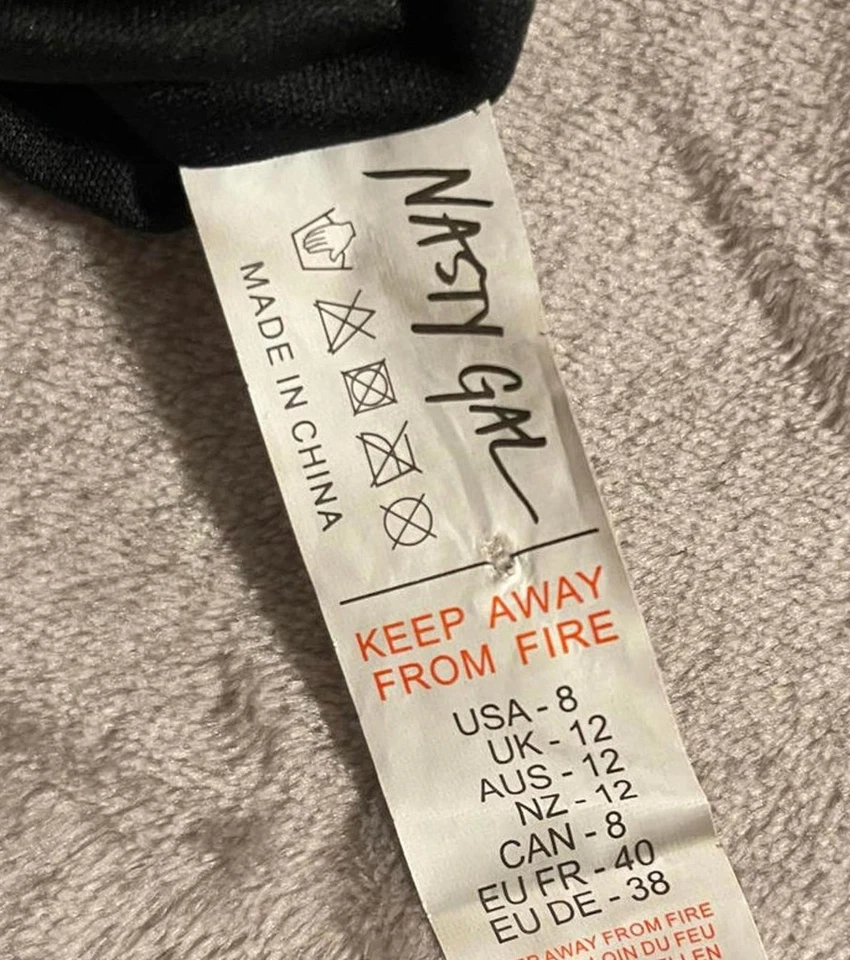 NASTY GAL
MADE IN CHINA
KEEP AWAY
FROM FIRE
USA - 8
UK - 12
AUS - 12
NZ - 12
CAN - 8
EU FR - 40
EU DE - 38
AWAY FROM FIRE
DU FEU